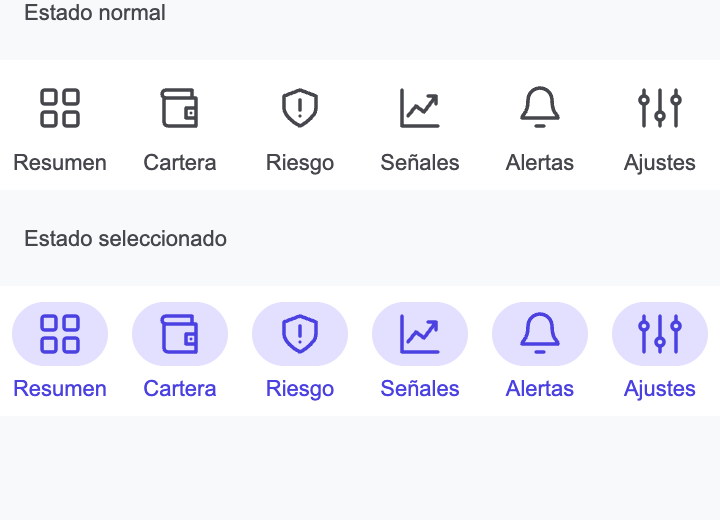 Estado normal
Resumen Cartera Riesgo Señales Alertas Ajustes
Estado seleccionado
Resumen Cartera Riesgo Señales Alertas Ajustes